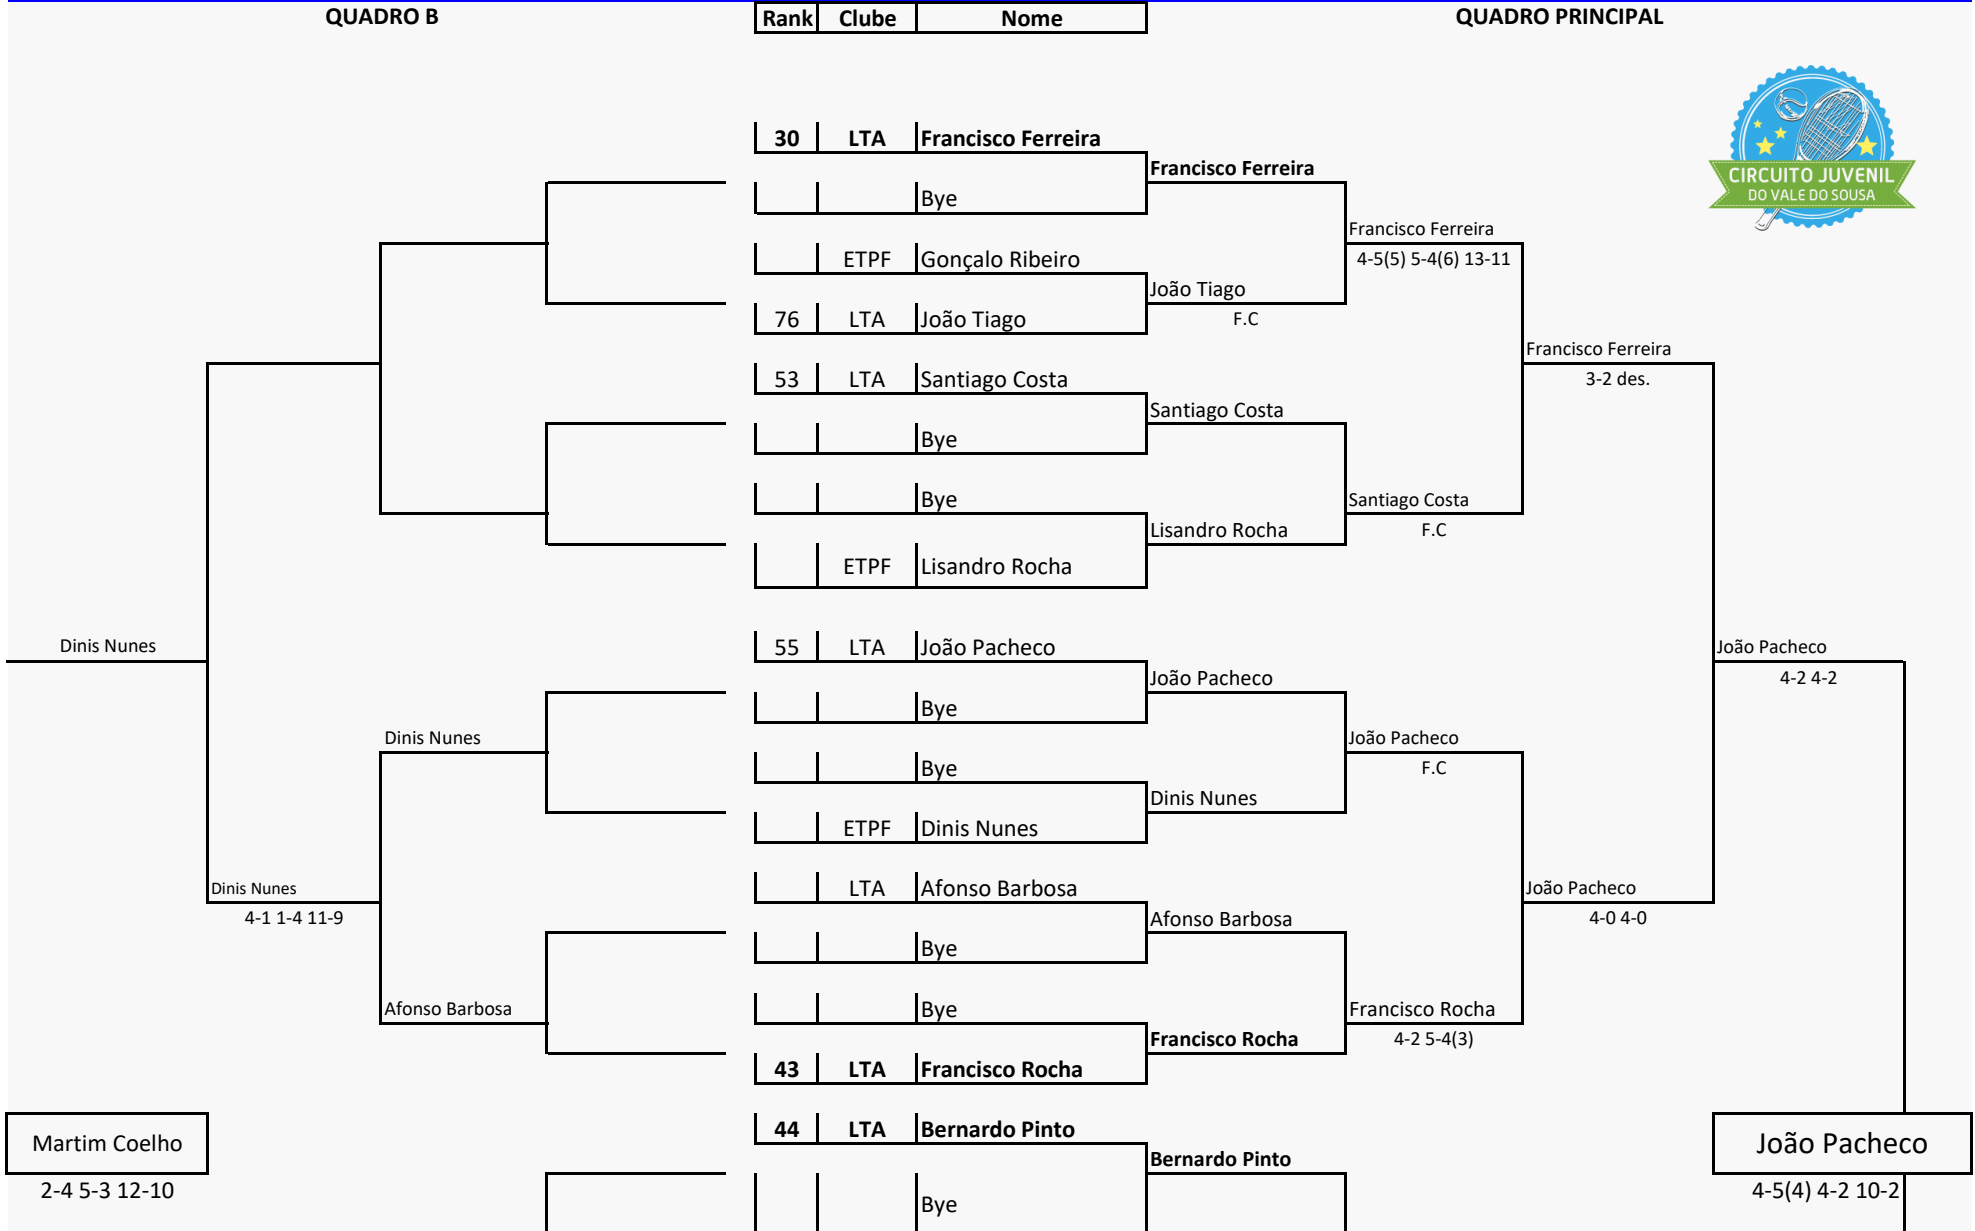 QUADRO B Rank Clube Nome QUADRO PRINCIPAL
30 LTA Francisco Ferreira
Francisco Ferreira
CIRCUITO JUVENIL
DO VALE DO SOUSA
Bye
Francisco Ferreira
ETPF Gonçalo Ribeiro 4-5(5) 5-4(6) 13-11
João Tiago
76 LTA João Tiago F.C
Francisco Ferreira
53 LTA Santiago Costa 3-2 des.
Santiago Costa
Bye
Bye Santiago Costa
Lisandro Rocha F.C
ETPF Lisandro Rocha
Dinis Nunes 55 LTA João Pacheco João Pacheco
João Pacheco 4-2 4-2
Bye
Dinis Nunes João Pacheco
Bye F.C
Dinis Nunes
ETPF Dinis Nunes
Dinis Nunes LTA Afonso Barbosa João Pacheco
4-1 1-4 11-9 Afonso Barbosa 4-0 4-0
Bye
Afonso Barbosa Bye Francisco Rocha
Francisco Rocha 4-2 5-4(3)
43 LTA Francisco Rocha
44 LTA Bernardo Pinto
Martim Coelho João Pacheco
Bernardo Pinto
2-4 5-3 12-10 4-5(4) 4-2 10-2
Bye